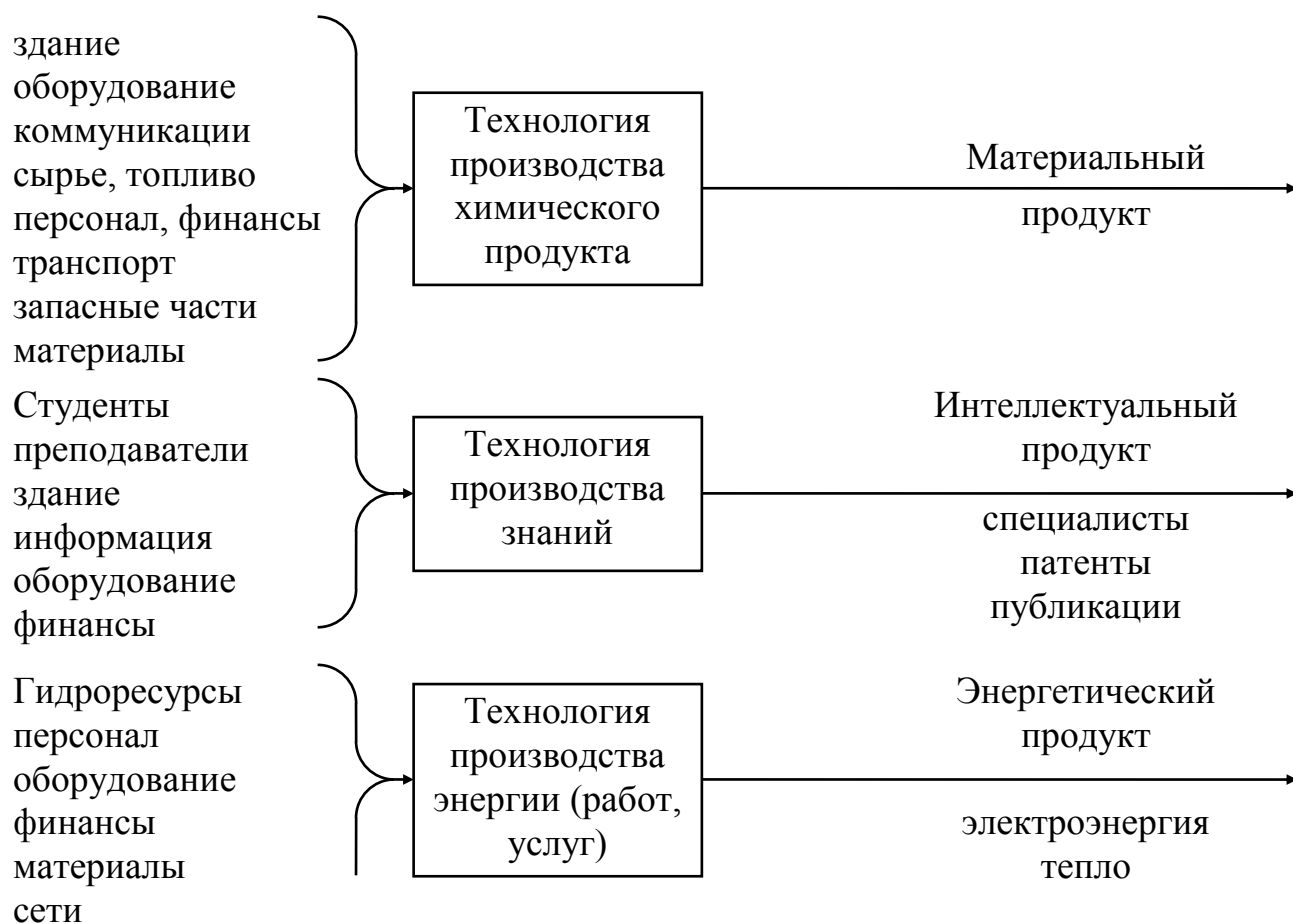 здание
оборудование
коммуникации
сырье, топливо
персонал, финансы
транспорт
запасные части
материалы
Технология
производства
химического
продукта
Материальный
продукт
Студенты
преподаватели
здание
информация
оборудование
финансы
Технология
производства
знаний
Интеллектуальный
продукт
специалисты
патенты
публикации
Гидроресурсы
персонал
оборудование
финансы
материалы
сети
Технология
производства
энергии (работ,
услуг)
Энергетический
продукт
электроэнергия
тепло